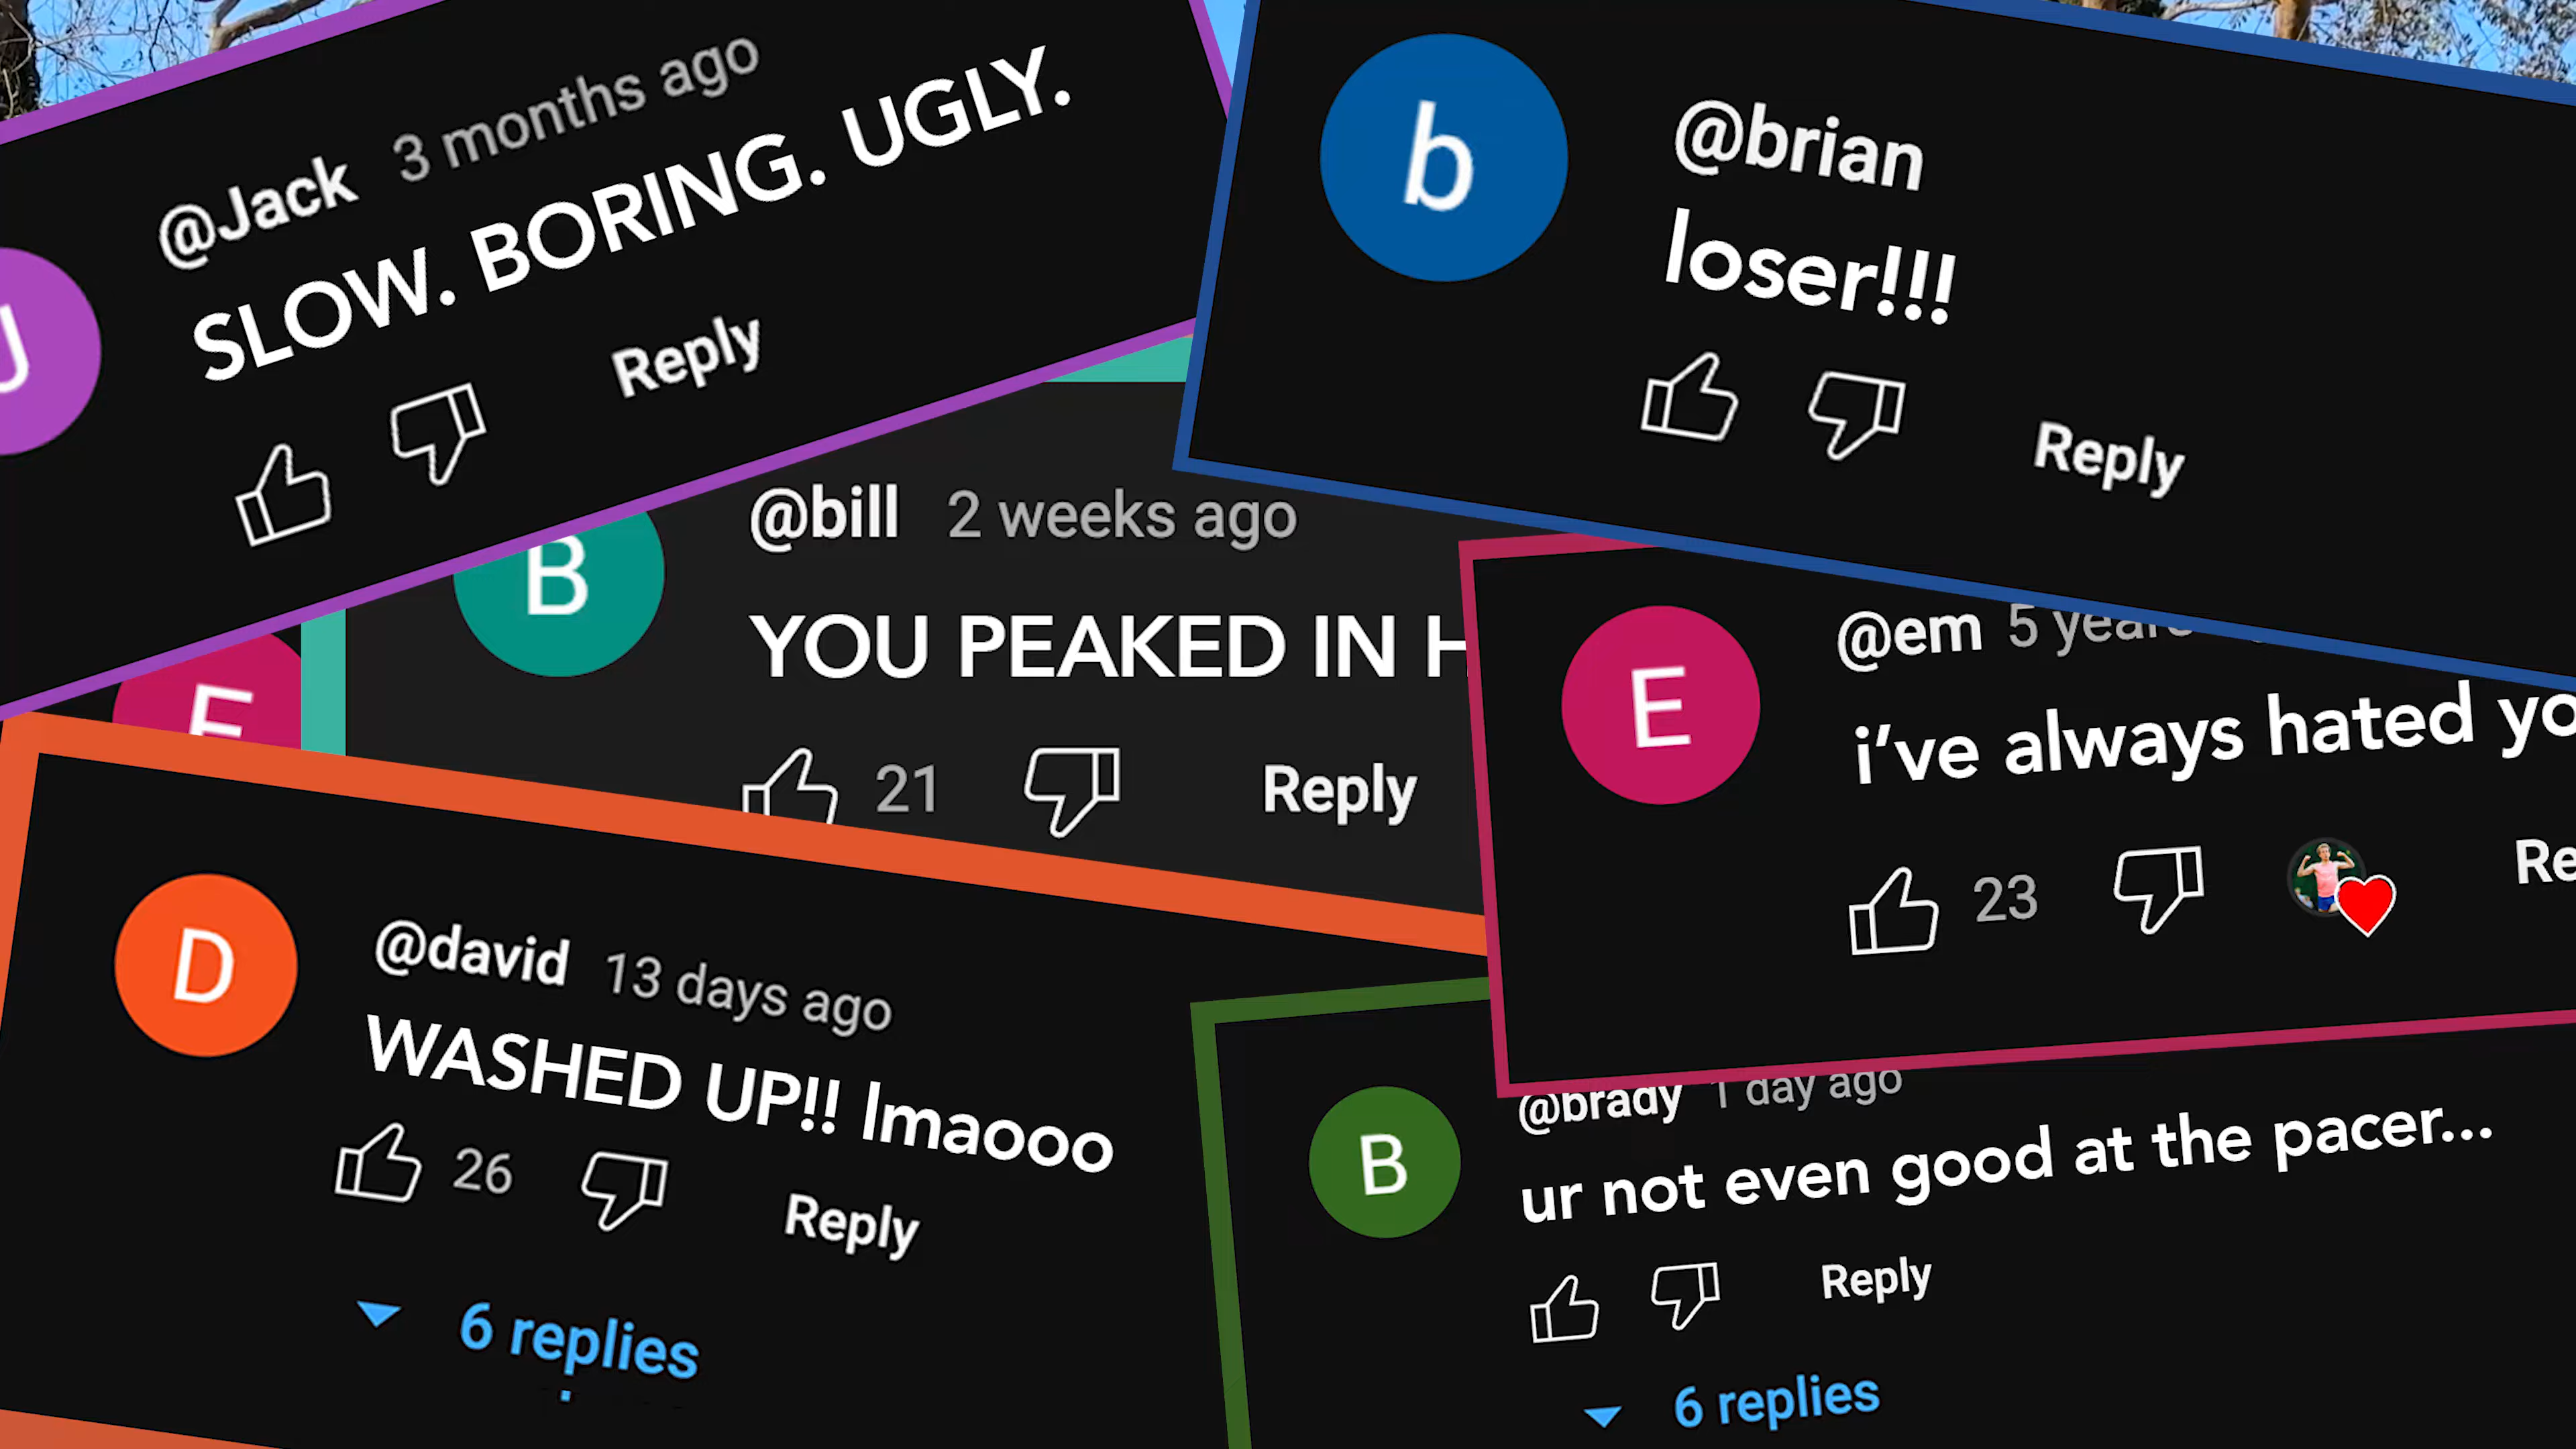 J
@Jack 3 months ago
SLOW. BORING. UGLY.
Reply
b
@brian
loser!!!
Reply
B
@bill 2 weeks ago
YOU PEAKED IN
21
Reply
E
@em 5
i've always hated
23
D
@david 13 days ago
WASHED UP!! lmaooo
26
Reply
6 replies
B
@brady 1 day ago
ur not even good at the pacer...
Reply
6 replies